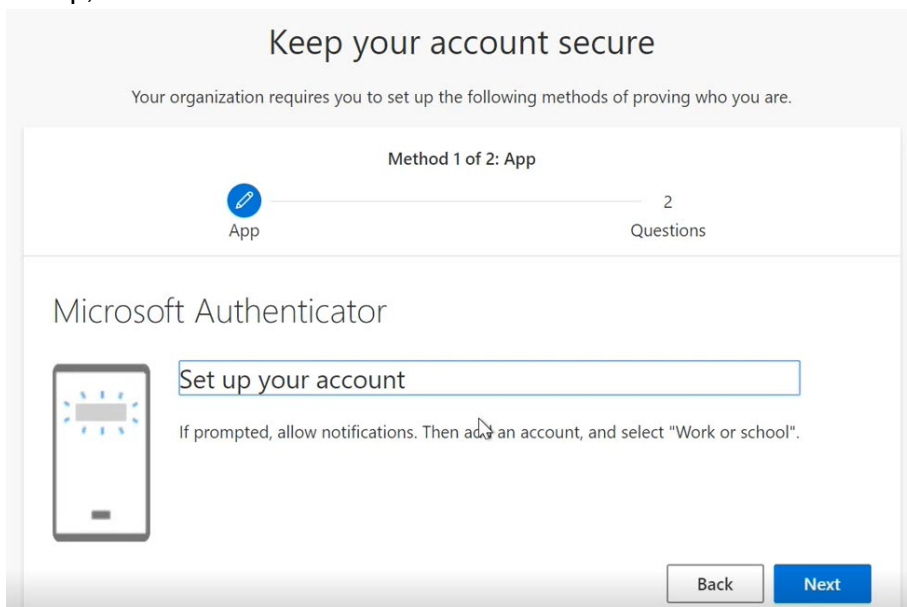 Keep your account secure
Your organization requires you to set up the following methods of proving who you are.
Method 1 of 2: App
2
App
Questions
Microsoft Authenticator
Set up your account
If prompted, allow notifications. Then add an account, and select "Work or school".
Back
Next